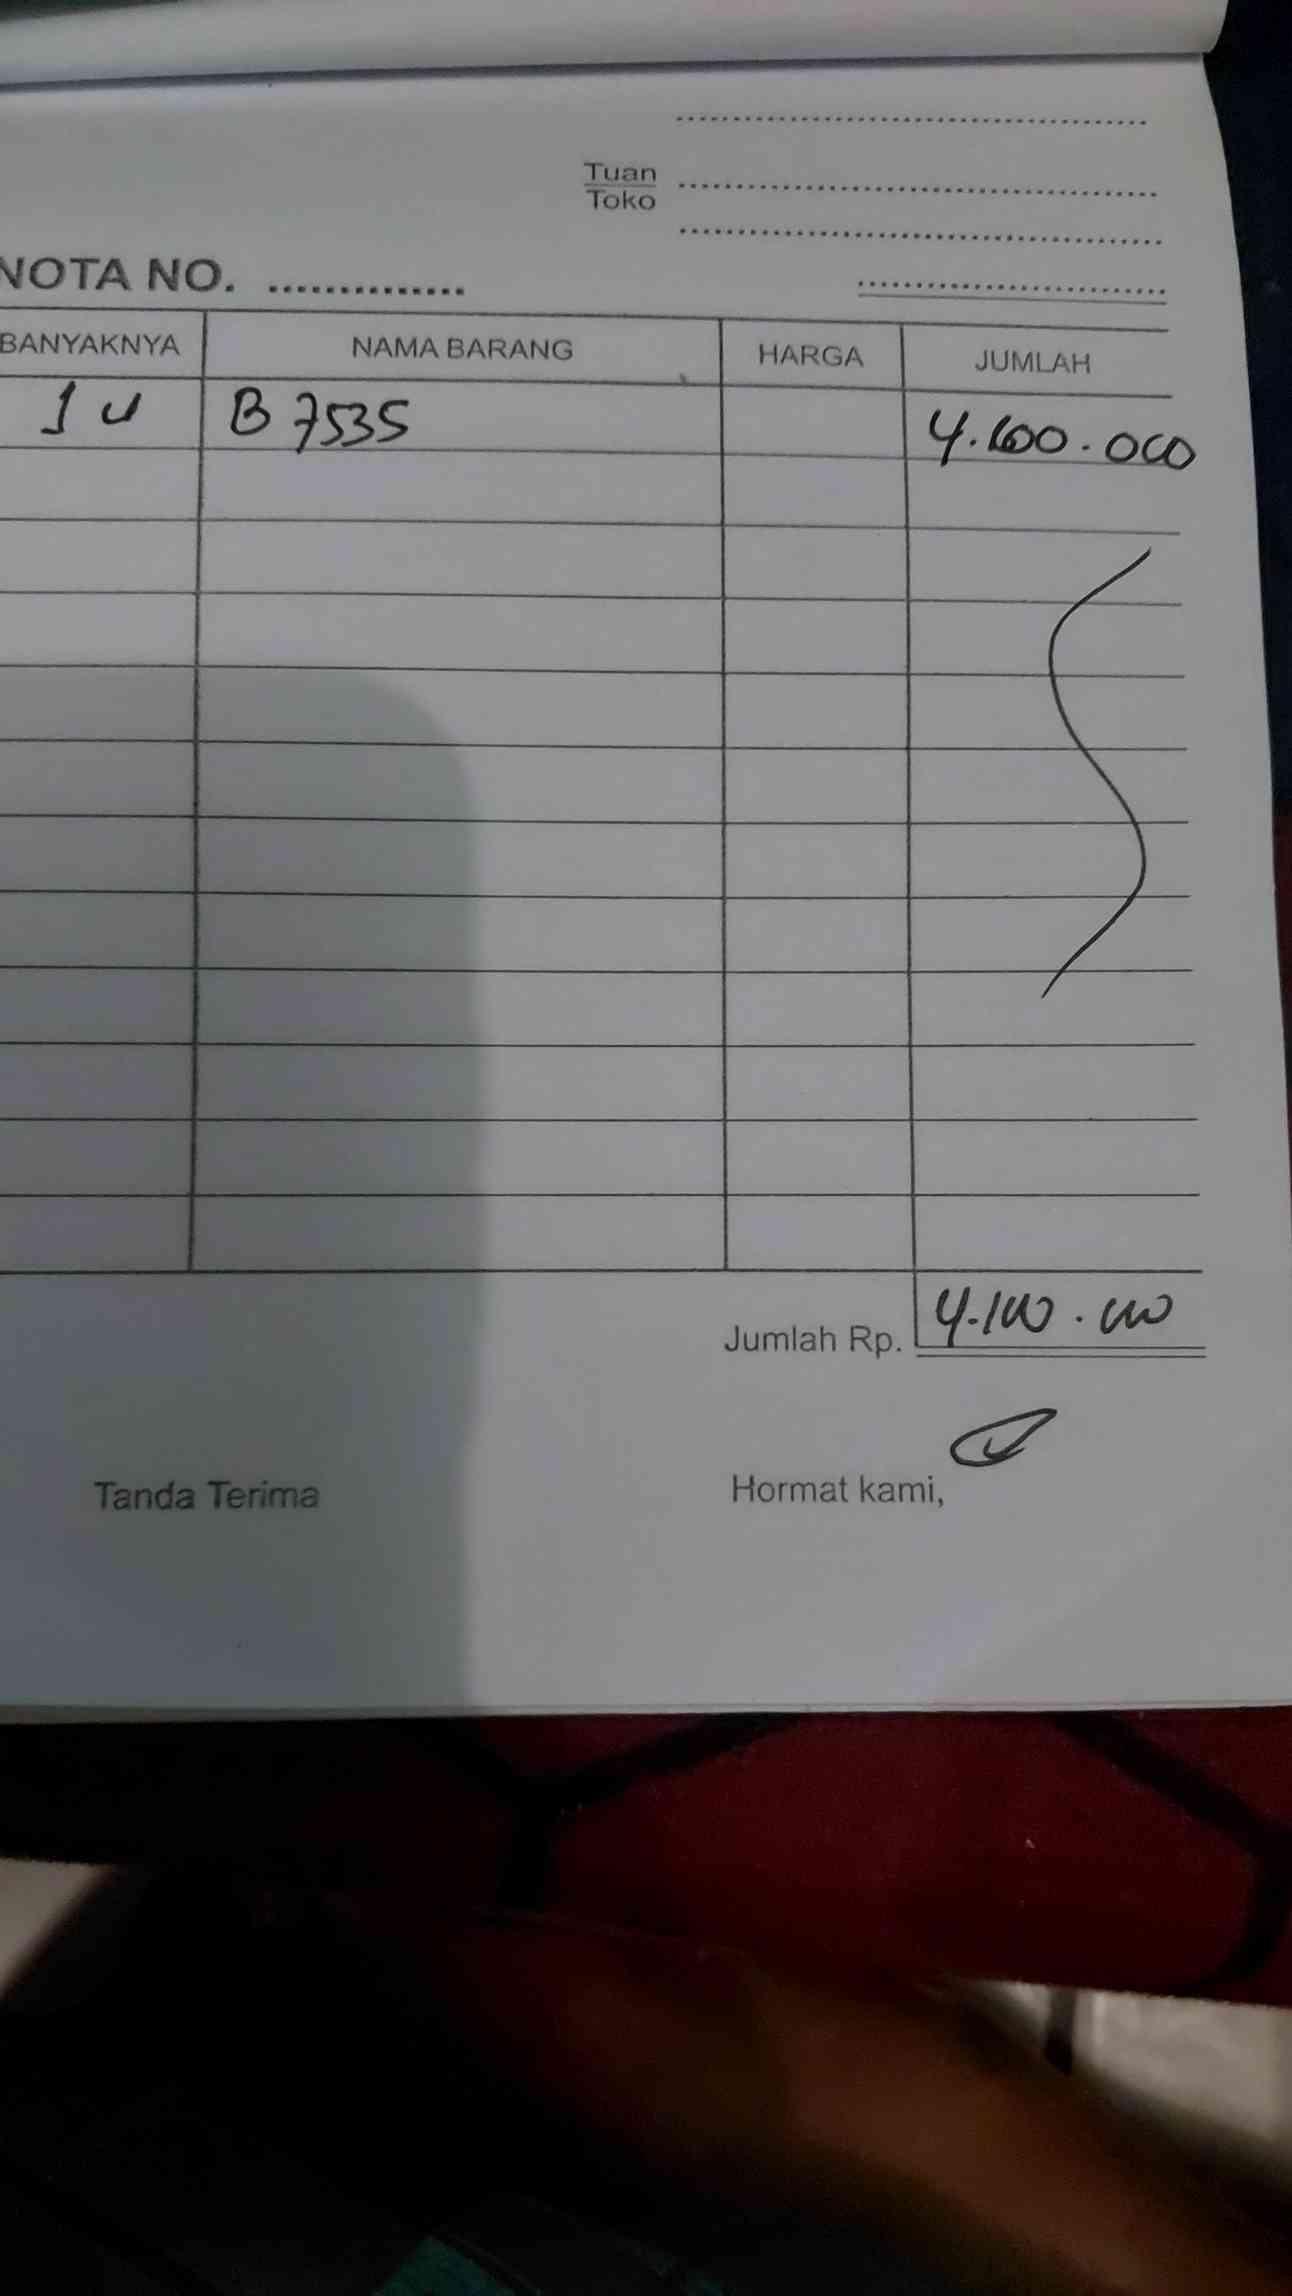 Tuan
Toko
NOTA NO. ..............
BANYAKNYA NAMA BARANG HARGA JUMLAH
1 u B 7535 4.100.000
Jumlah Rp. 4.100.000
Tanda Terima Hormat kami,